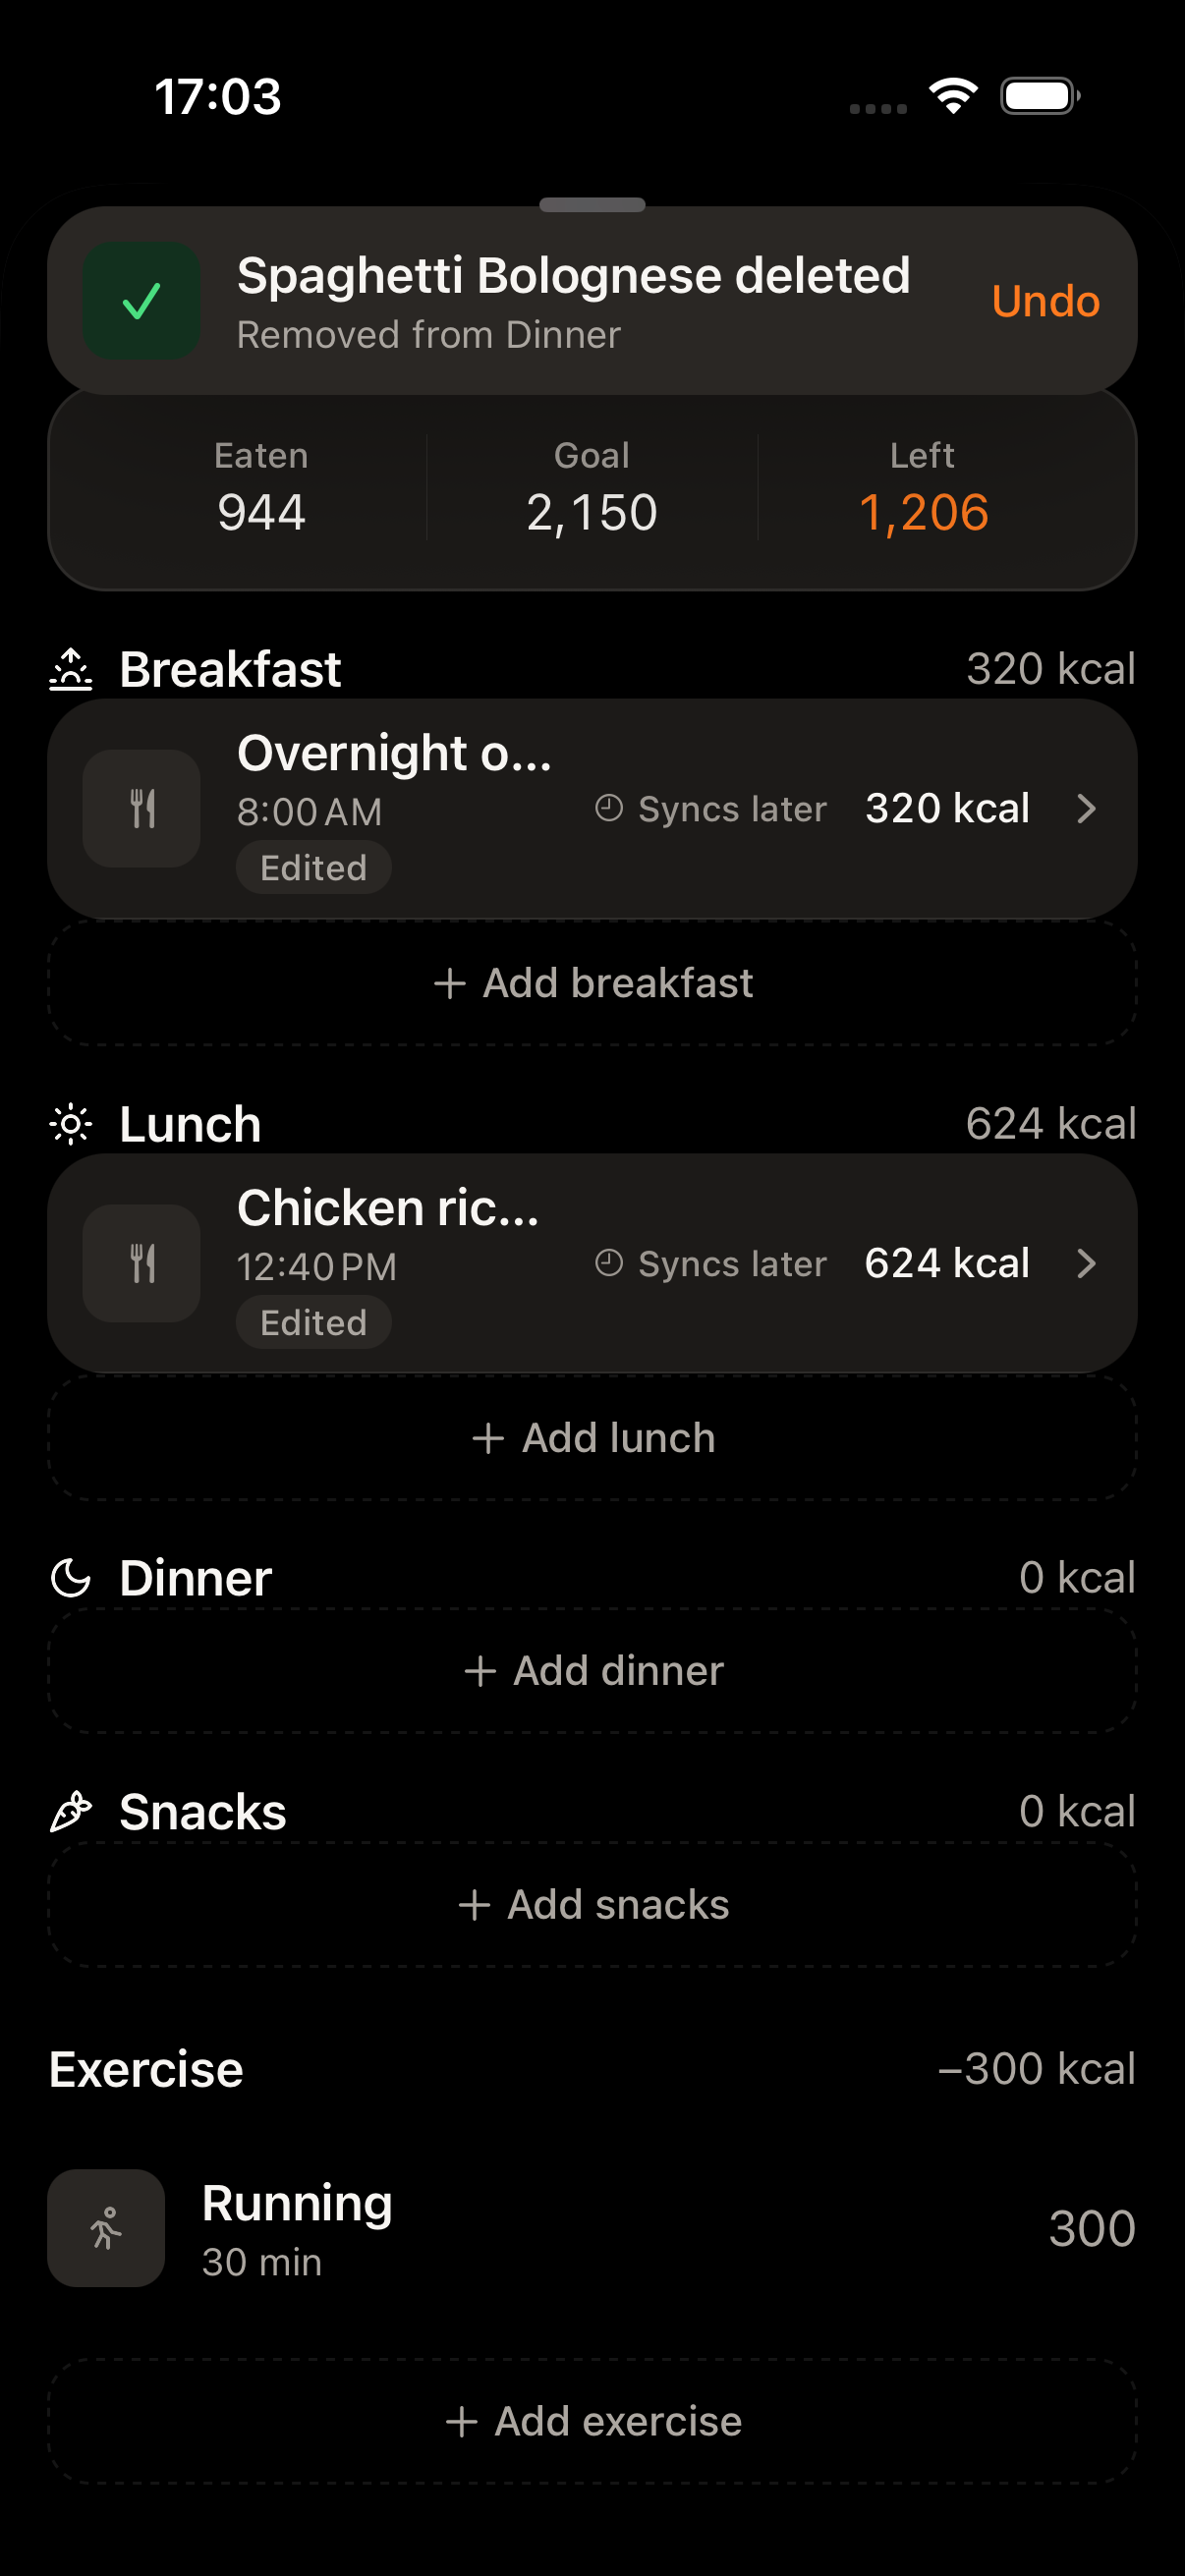 17:03
Spaghetti Bolognese deleted
Removed from Dinner
Undo
Eaten
944
Goal
2,150
Left
1,206
Breakfast
320 kcal
Overnight o...
8:00 AM
Edited
Syncs later
320 kcal
Add breakfast
Lunch
624 kcal
Chicken ric...
12:40 PM
Edited
Syncs later
624 kcal
Add lunch
Dinner
0 kcal
Add dinner
Snacks
0 kcal
Add snacks
Exercise
–300 kcal
Running
30 min
300
Add exercise